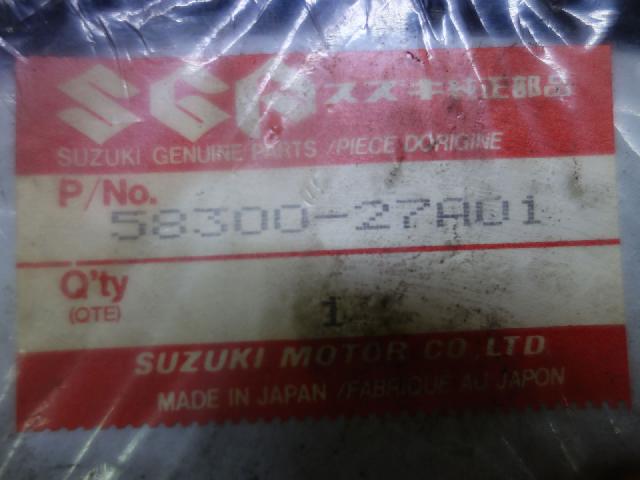 SGP スズキ純正部品
SUZUKI GENUINE PARTS / PIECE DORIGINE
P/No.
58300-27A01
Q'ty
(QTE)
1
SUZUKI MOTOR CO., LTD.
MADE IN JAPAN / FABRIQUE AU JAPON